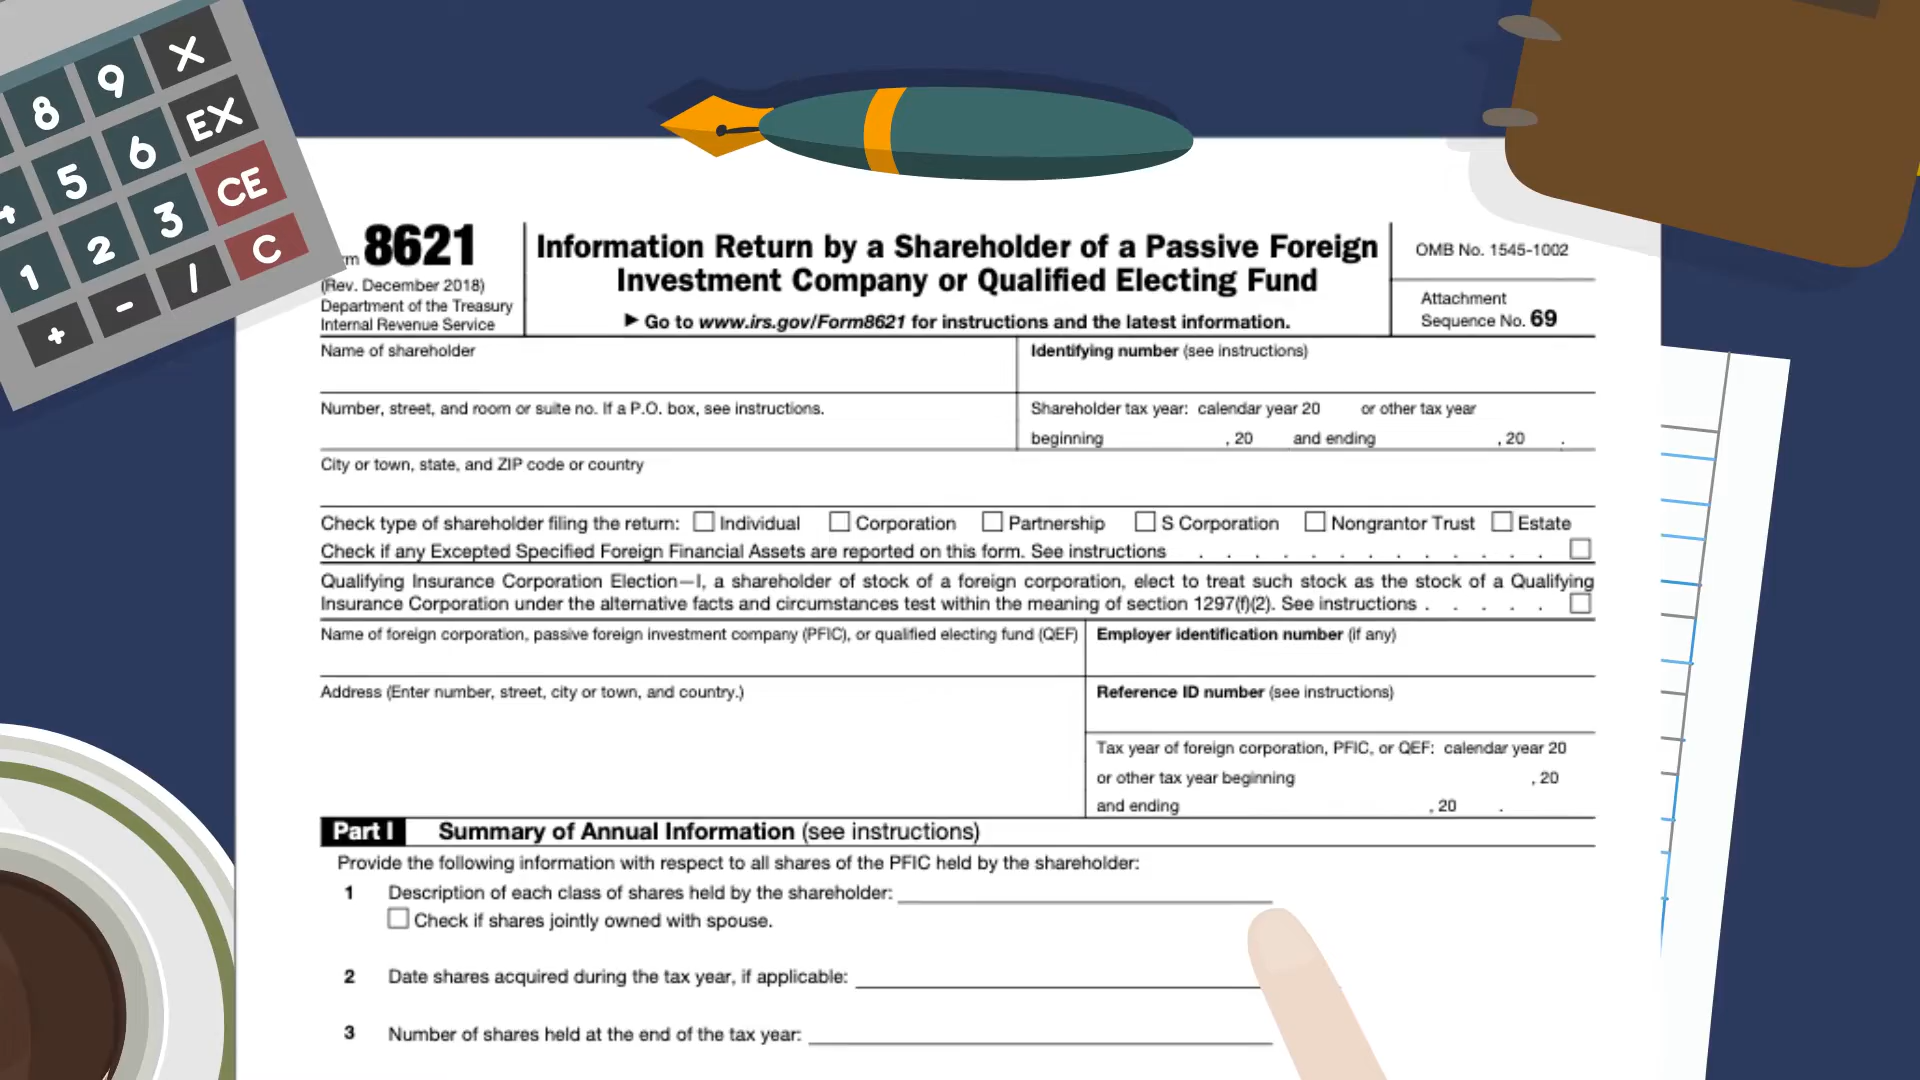 8 9 X
5 6 EX
1 2 3 CE
+ - / C
8621
(Rev. December 2018)
Department of the Treasury
Internal Revenue Service
Information Return by a Shareholder of a Passive Foreign
Investment Company or Qualified Electing Fund
► Go to www.irs.gov/Form8621 for instructions and the latest information.
OMB No. 1545-1002
Attachment
Sequence No. 69
Name of shareholder
Identifying number (see instructions)
Number, street, and room or suite no. If a P.O. box, see instructions.
Shareholder tax year: calendar year 20 or other tax year
beginning , 20 and ending , 20 .
City or town, state, and ZIP code or country
Check type of shareholder filing the return: Individual Corporation Partnership S Corporation Nongrantor Trust Estate
Check if any Excepted Specified Foreign Financial Assets are reported on this form. See instructions . . . . . . . . . . . .
Qualifying Insurance Corporation Election—I, a shareholder of stock of a foreign corporation, elect to treat such stock as the stock of a Qualifying
Insurance Corporation under the alternative facts and circumstances test within the meaning of section 1297(f)(2). See instructions . . . . .
Name of foreign corporation, passive foreign investment company (PFIC), or qualified electing fund (QEF)
Employer identification number (if any)
Address (Enter number, street, city or town, and country.)
Reference ID number (see instructions)
Tax year of foreign corporation, PFIC, or QEF: calendar year 20
or other tax year beginning , 20
and ending , 20 .
Part I Summary of Annual Information (see instructions)
Provide the following information with respect to all shares of the PFIC held by the shareholder:
1 Description of each class of shares held by the shareholder:
Check if shares jointly owned with spouse.
2 Date shares acquired during the tax year, if applicable:
3 Number of shares held at the end of the tax year: